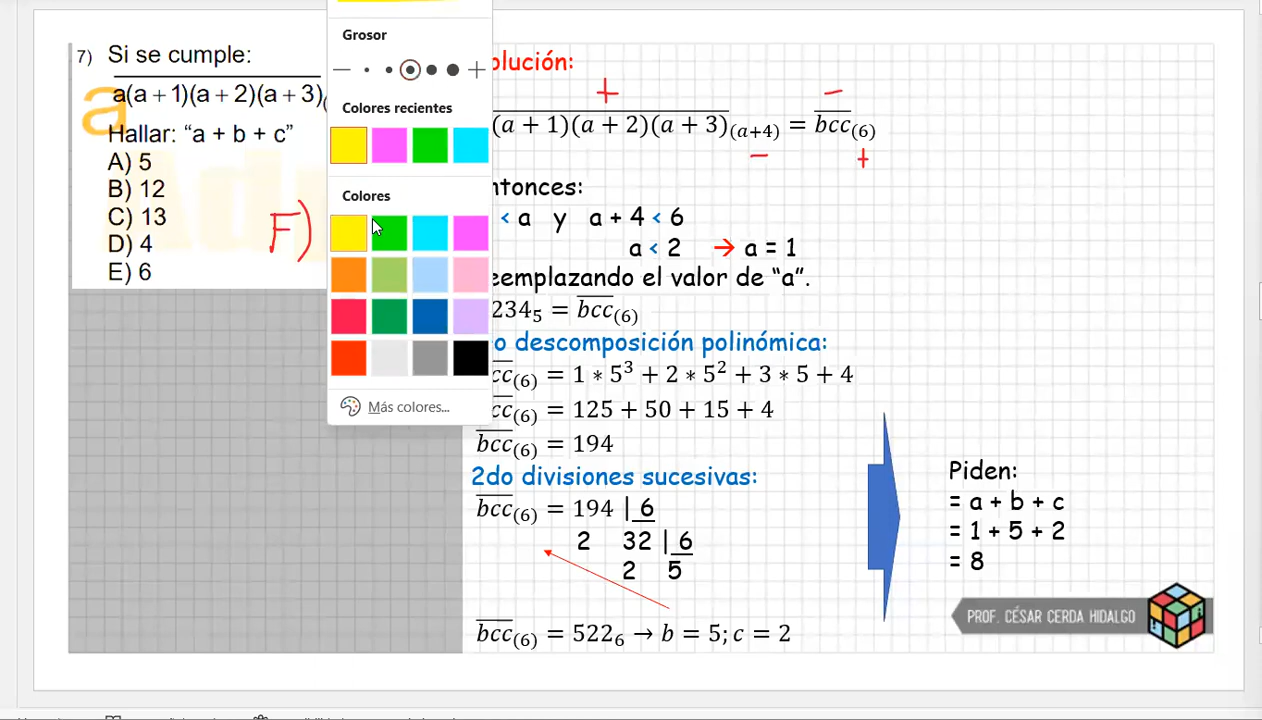 7) Si se cumple:
a(a + 1)(a + 2)(a + 3)(
a
Hallar: “a + b + c”
A) 5
B) 12
C) 13
D) 4
E) 6
F)
Grosor
Colores recientes
Colores
Más colores...
olución:
+ −
(a + 1)(a + 2)(a + 3)(a+4) = bcc(6)
− +
ntonces:
< a y a + 4 < 6
a < 2 → a = 1
eemplazando el valor de “a”.
234₅ = bcc(6)
o descomposición polinómica:
cc(6) = 1 ∗ 5³ + 2 ∗ 5² + 3 ∗ 5 + 4
cc(6) = 125 + 50 + 15 + 4
bcc(6) = 194
2do divisiones sucesivas:
bcc(6) = 194 | 6
2 32 | 6
2 5
bcc(6) = 522₆ → b = 5; c = 2
Piden:
= a + b + c
= 1 + 5 + 2
= 8
PROF. CÉSAR CERDA HIDALGO